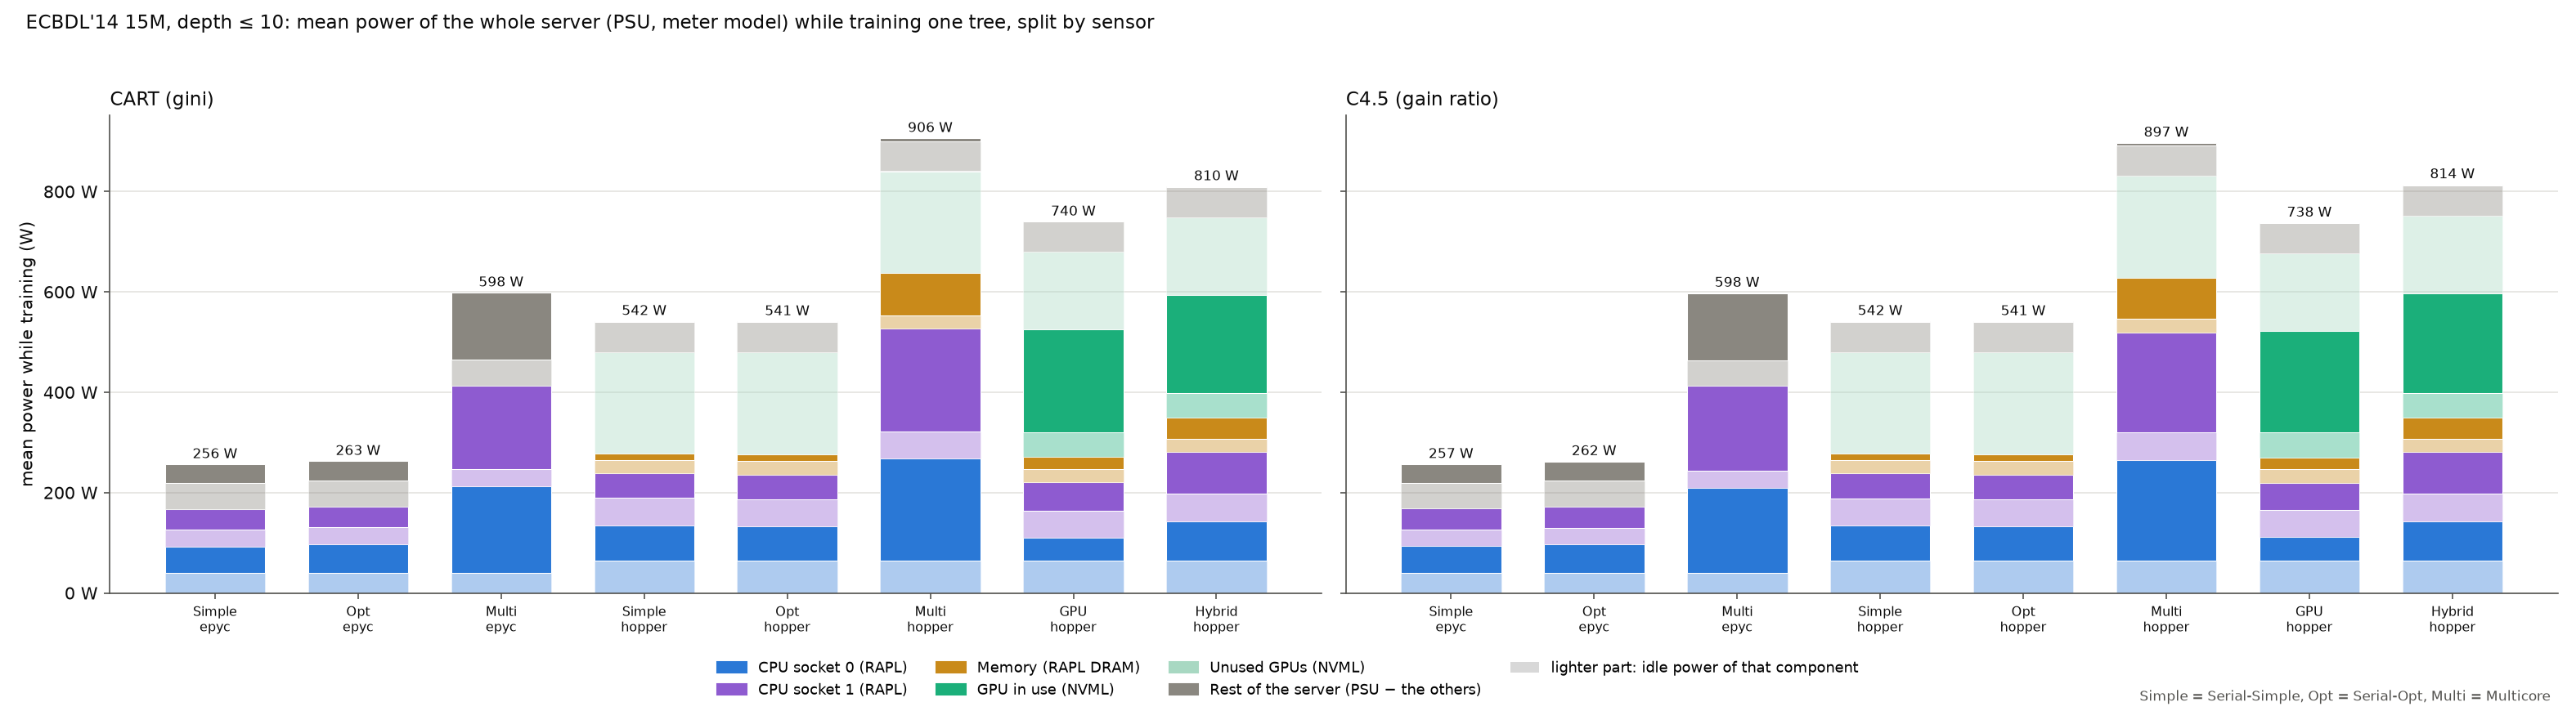 ECBDL'14 15M, depth ≤ 10: mean power of the whole server (PSU, meter model) while training one tree, split by sensor
CART (gini)
mean power while training (W)
800 W
600 W
400 W
200 W
0 W
256 W
263 W
598 W
542 W
541 W
906 W
740 W
810 W
Simple
epyc
Opt
epyc
Multi
epyc
Simple
hopper
Opt
hopper
Multi
hopper
GPU
hopper
Hybrid
hopper
C4.5 (gain ratio)
257 W
262 W
598 W
542 W
541 W
897 W
738 W
814 W
Simple
epyc
Opt
epyc
Multi
epyc
Simple
hopper
Opt
hopper
Multi
hopper
GPU
hopper
Hybrid
hopper
CPU socket 0 (RAPL)
CPU socket 1 (RAPL)
Memory (RAPL DRAM)
GPU in use (NVML)
Unused GPUs (NVML)
Rest of the server (PSU − the others)
lighter part: idle power of that component
Simple = Serial-Simple, Opt = Serial-Opt, Multi = Multicore